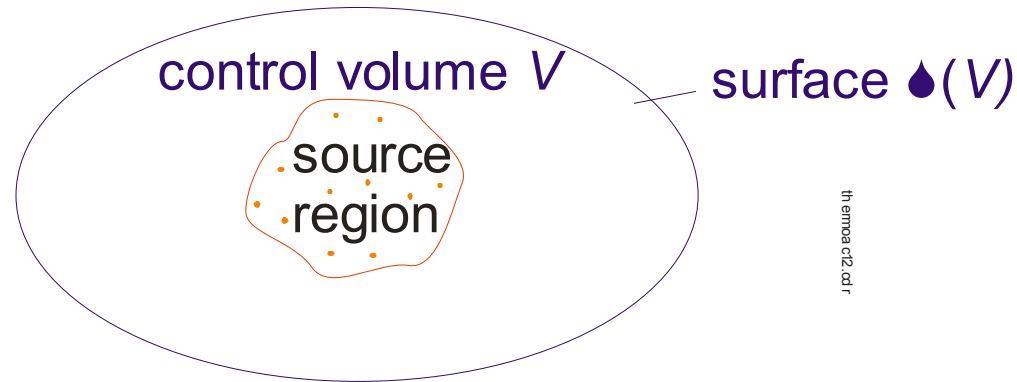 control volume V
surface 🌢(V)
source
region
th ermoa c12.cd r